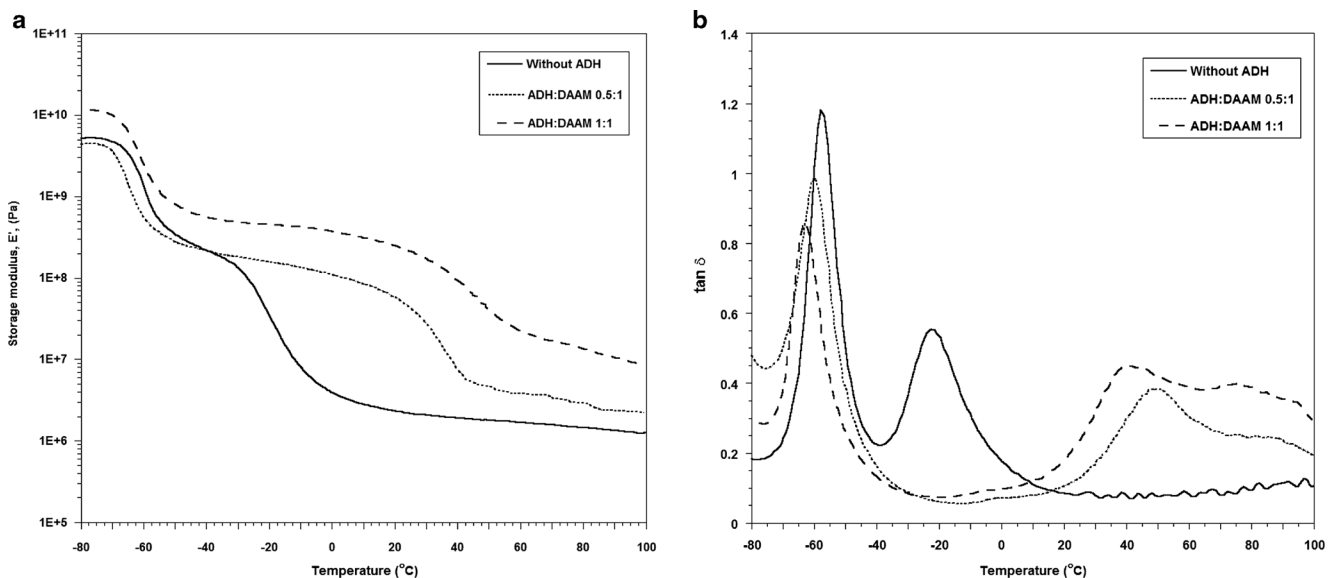 a
1E+11
1E+10
1E+9
1E+8
1E+7
1E+6
1E+5
Storage modulus, E', (Pa)
Without ADH
ADH:DAAM 0.5:1
ADH:DAAM 1:1
-80 -60 -40 -20 0 20 40 60 80 100
Temperature (°C)
b
1.4
1.2
1
0.8
0.6
0.4
0.2
0
tan δ
Without ADH
ADH:DAAM 0.5:1
ADH:DAAM 1:1
-80 -60 -40 -20 0 20 40 60 80 100
Temperature (°C)